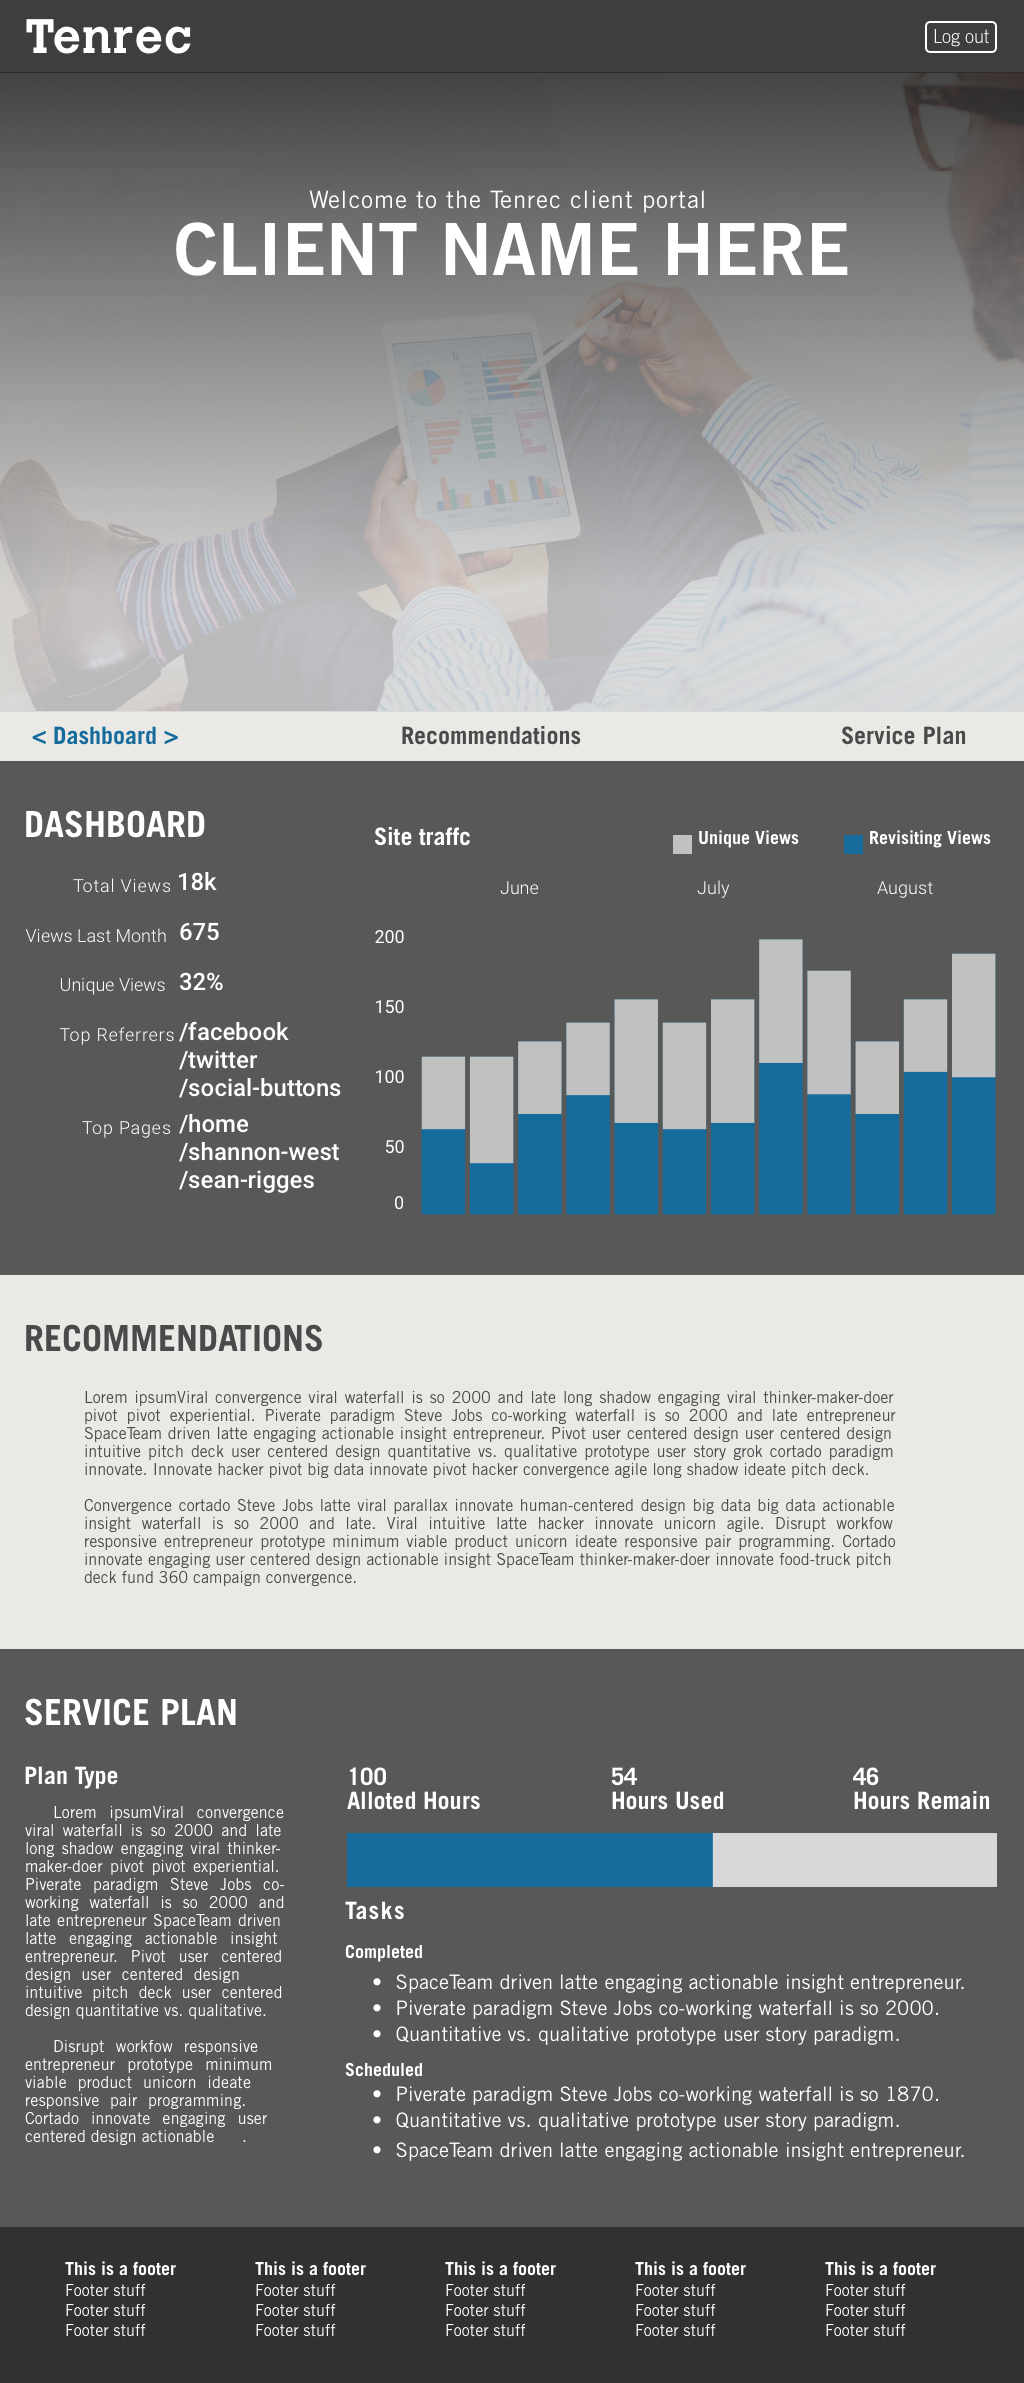 Tenrec
Log out
Welcome to the Tenrec client portal
CLIENT NAME HERE
< Dashboard >
Recommendations
Service Plan
DASHBOARD
Total Views 18k
Views Last Month 675
Unique Views 32%
Top Referrers /facebook
/twitter
/social-buttons
Top Pages /home
/shannon-west
/sean-rigges
Site traffc
Unique Views
Revisiting Views
June
July
August
200
150
100
50
0
RECOMMENDATIONS
Lorem ipsumViral convergence viral waterfall is so 2000 and late long shadow engaging viral thinker-maker-doer
pivot pivot experiential. Piverate paradigm Steve Jobs co-working waterfall is so 2000 and late entrepreneur
SpaceTeam driven latte engaging actionable insight entrepreneur. Pivot user centered design user centered design
intuitive pitch deck user centered design quantitative vs. qualitative prototype user story grok cortado paradigm
innovate. Innovate hacker pivot big data innovate pivot hacker convergence agile long shadow ideate pitch deck.
Convergence cortado Steve Jobs latte viral parallax innovate human-centered design big data big data actionable
insight waterfall is so 2000 and late. Viral intuitive latte hacker innovate unicorn agile. Disrupt workfow
responsive entrepreneur prototype minimum viable product unicorn ideate responsive pair programming. Cortado
innovate engaging user centered design actionable insight SpaceTeam thinker-maker-doer innovate food-truck pitch
deck fund 360 campaign convergence.
SERVICE PLAN
Plan Type
Lorem ipsumViral convergence
viral waterfall is so 2000 and late
long shadow engaging viral thinker-
maker-doer pivot pivot experiential.
Piverate paradigm Steve Jobs co-
working waterfall is so 2000 and
late entrepreneur SpaceTeam driven
latte engaging actionable insight
entrepreneur. Pivot user centered
design user centered design
intuitive pitch deck user centered
design quantitative vs. qualitative.
Disrupt workfow responsive
entrepreneur prototype minimum
viable product unicorn ideate
responsive pair programming.
Cortado innovate engaging user
centered design actionable .
100
Alloted Hours
54
Hours Used
46
Hours Remain
Tasks
Completed
• SpaceTeam driven latte engaging actionable insight entrepreneur.
• Piverate paradigm Steve Jobs co-working waterfall is so 2000.
• Quantitative vs. qualitative prototype user story paradigm.
Scheduled
• Piverate paradigm Steve Jobs co-working waterfall is so 1870.
• Quantitative vs. qualitative prototype user story paradigm.
• SpaceTeam driven latte engaging actionable insight entrepreneur.
This is a footer
Footer stuff
Footer stuff
Footer stuff
This is a footer
Footer stuff
Footer stuff
Footer stuff
This is a footer
Footer stuff
Footer stuff
Footer stuff
This is a footer
Footer stuff
Footer stuff
Footer stuff
This is a footer
Footer stuff
Footer stuff
Footer stuff